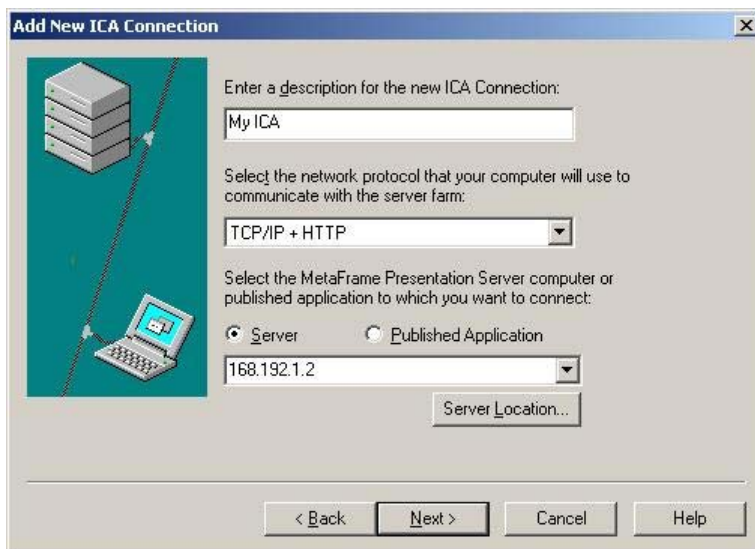 Add New ICA Connection
Enter a description for the new ICA Connection:
My ICA
Select the network protocol that your computer will use to
communicate with the server farm:
TCP/IP + HTTP
Select the MetaFrame Presentation Server computer or
published application to which you want to connect:
Server Published Application
168.192.1.2
Server Location...
< Back Next > Cancel Help